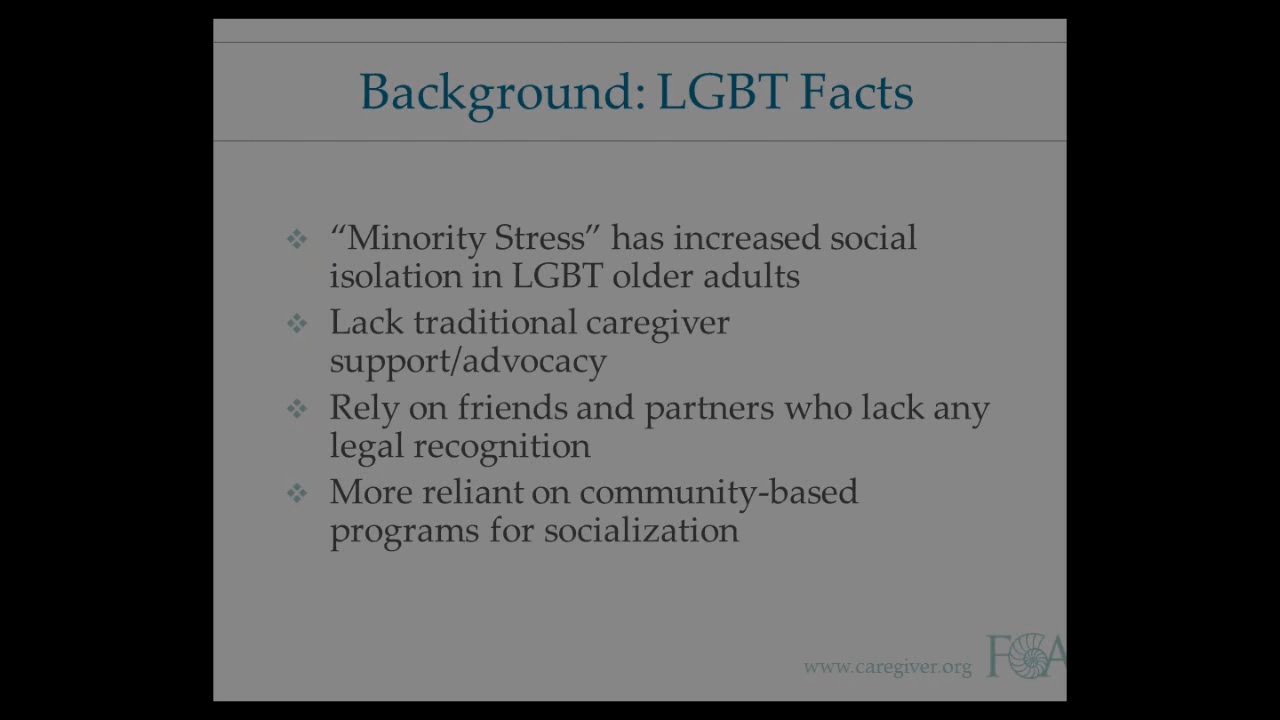 Background: LGBT Facts
“Minority Stress” has increased social
isolation in LGBT older adults
Lack traditional caregiver
support/advocacy
Rely on friends and partners who lack any
legal recognition
More reliant on community-based
programs for socialization
www.caregiver.org
FCA